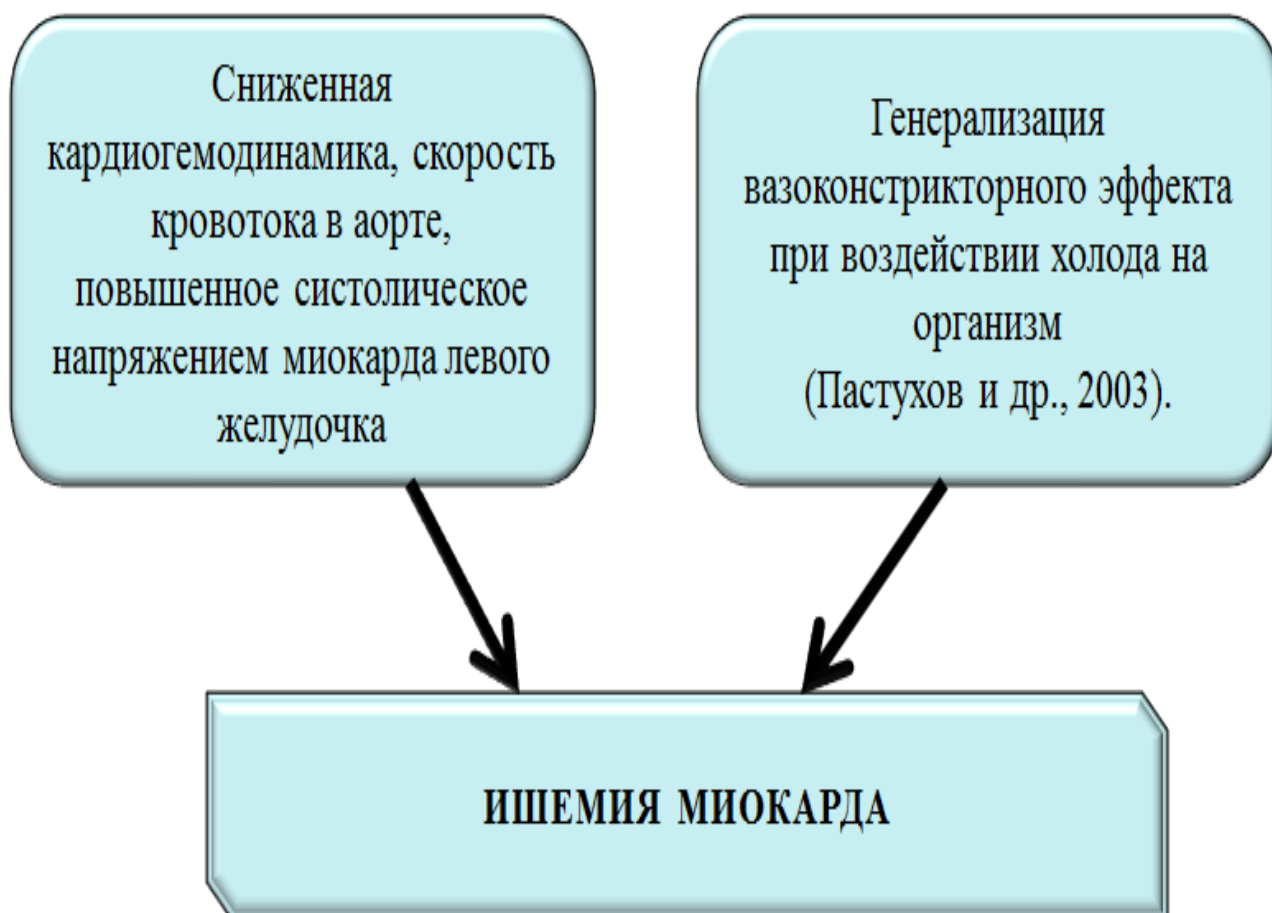 Сниженная
кардиогемодинамика, скорость
кровотока в аорте,
повышенное систолическое
напряжением миокарда левого
желудочка
Генерализация
вазоконстрикторного эффекта
при воздействии холода на
организм
(Пастухов и др., 2003).
ИШЕМИЯ МИОКАРДА